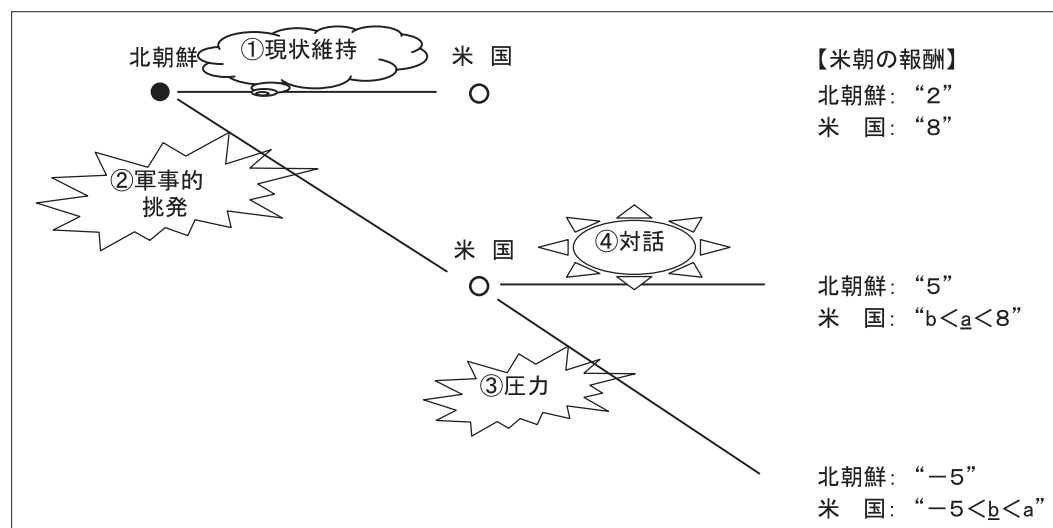 北朝鮮
①現状維持
米 国
【米朝の報酬】
北朝鮮： “2”
米　国： “8”
②軍事的
挑発
米 国
④対話
北朝鮮： “5”
米　国： “b＜a＜8”
③圧力
北朝鮮： “－5”
米　国： “－5＜b＜a”